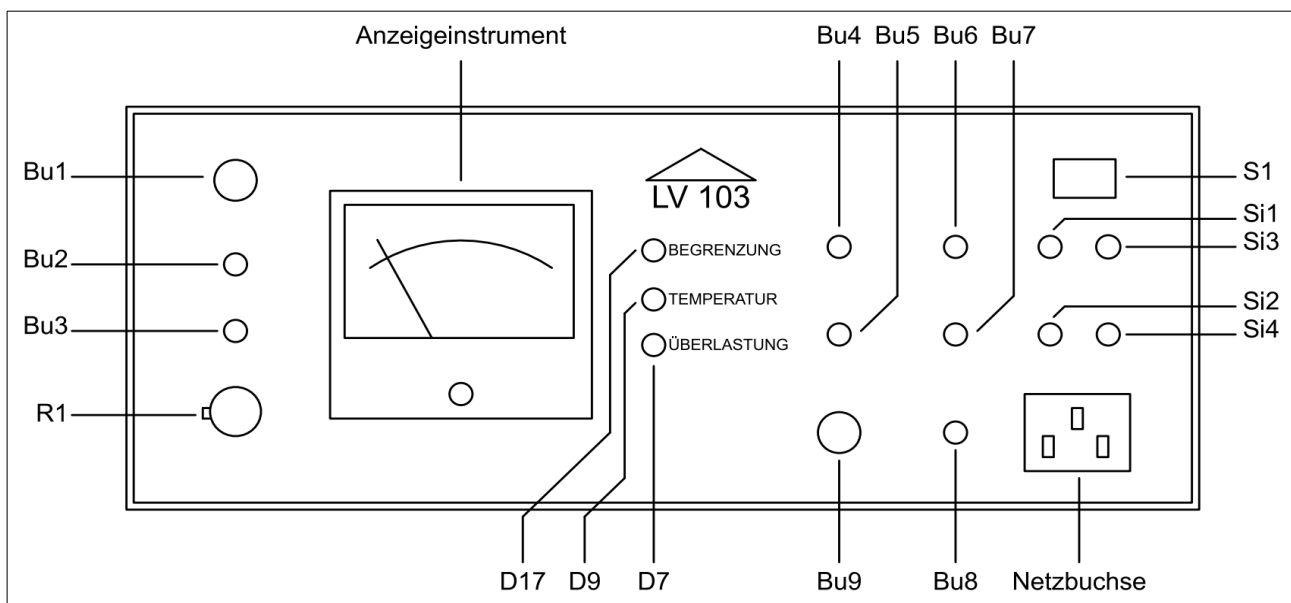 Anzeigeinstrument
Bu4 Bu5 Bu6 Bu7
Bu1
LV 103
S1
Si1
Si3
Bu2
BEGRENZUNG
TEMPERATUR
Si2
Bu3
ÜBERLASTUNG
Si4
R1
D17 D9 D7 Bu9 Bu8 Netzbuchse